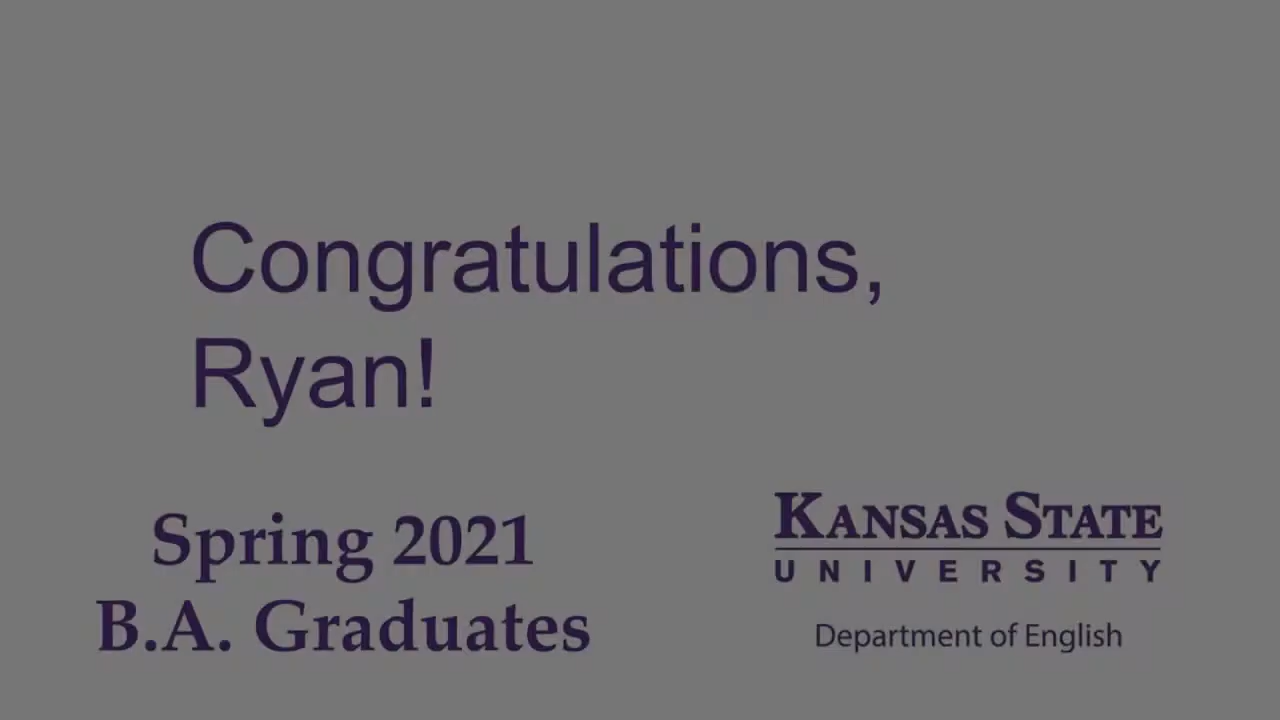 Congratulations,
Ryan!
Spring 2021
B.A. Graduates
KANSAS STATE
UNIVERSITY
Department of English